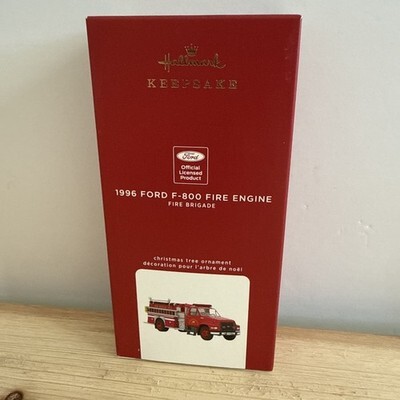 Hallmark
KEEPSAKE
Ford
Official
Licensed
Product
1996 FORD F-800 FIRE ENGINE
FIRE BRIGADE
christmas tree ornament
décoration pour l'arbre de noël